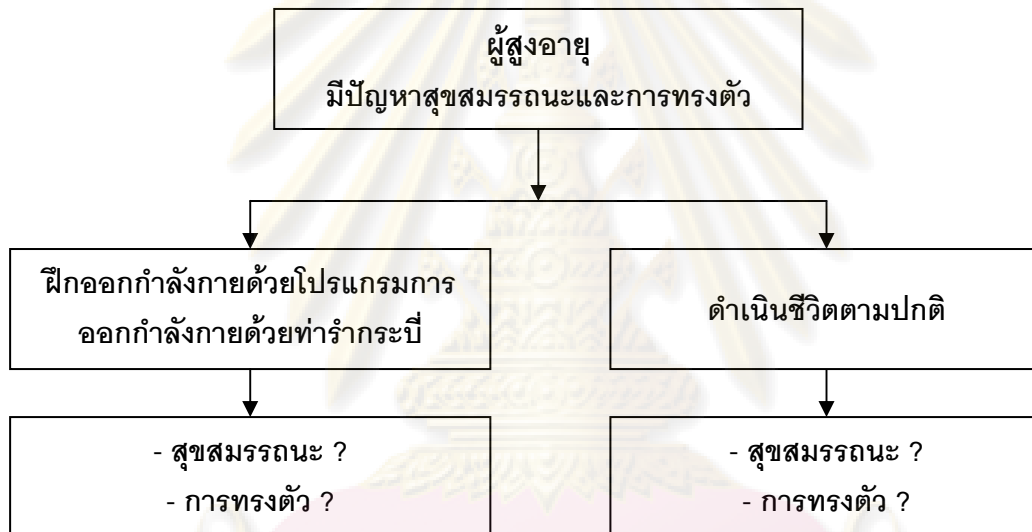 ผู้สูงอายุ
มีปัญหาสุขสมรรถนะและการทรงตัว
ฝึกออกกำลังกายด้วยโปรแกรมการ
ออกกำลังกายด้วยท่ารำกระบี่
ดำเนินชีวิตตามปกติ
- สุขสมรรถนะ ?
- การทรงตัว ?
- สุขสมรรถนะ ?
- การทรงตัว ?